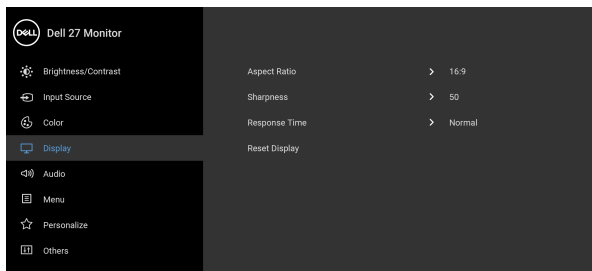 DELL Dell 27 Monitor
Brightness/Contrast
Input Source
Color
Display
Audio
Menu
Personalize
Others
Aspect Ratio 16:9
Sharpness 50
Response Time Normal
Reset Display